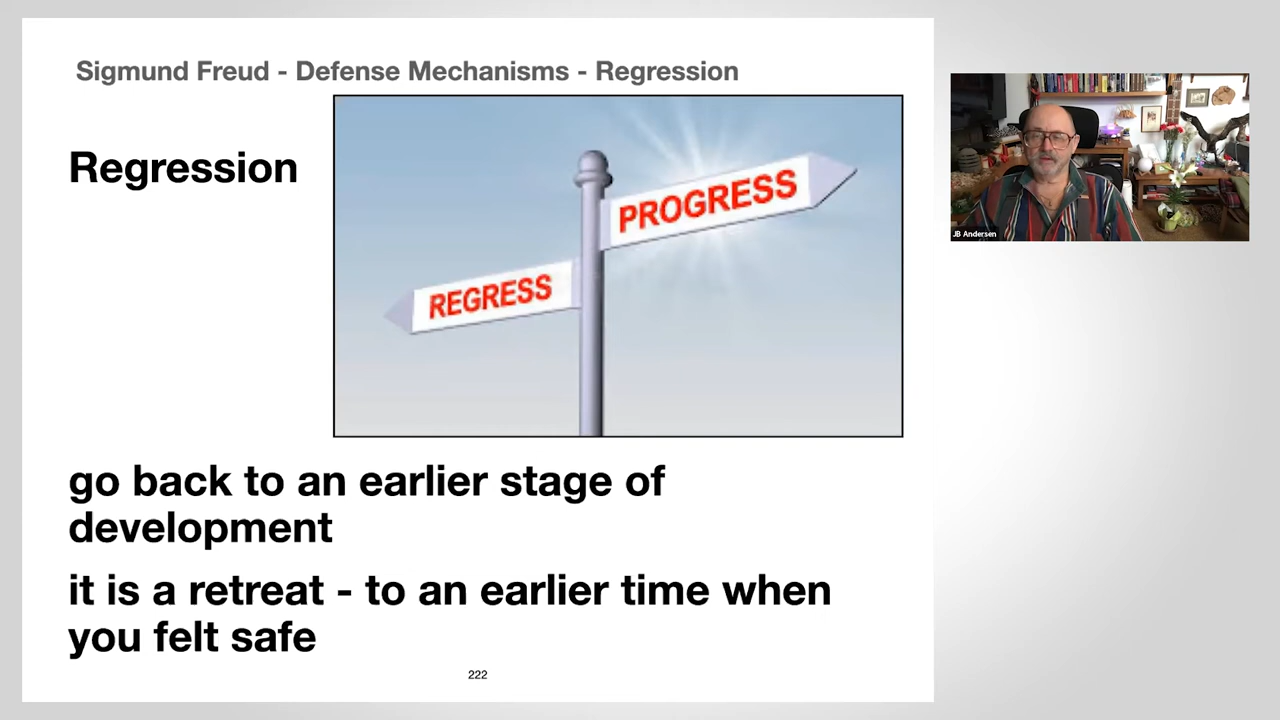 Sigmund Freud - Defense Mechanisms - Regression
Regression
PROGRESS
REGRESS
go back to an earlier stage of
development
it is a retreat - to an earlier time when
you felt safe
222
JB Andersen